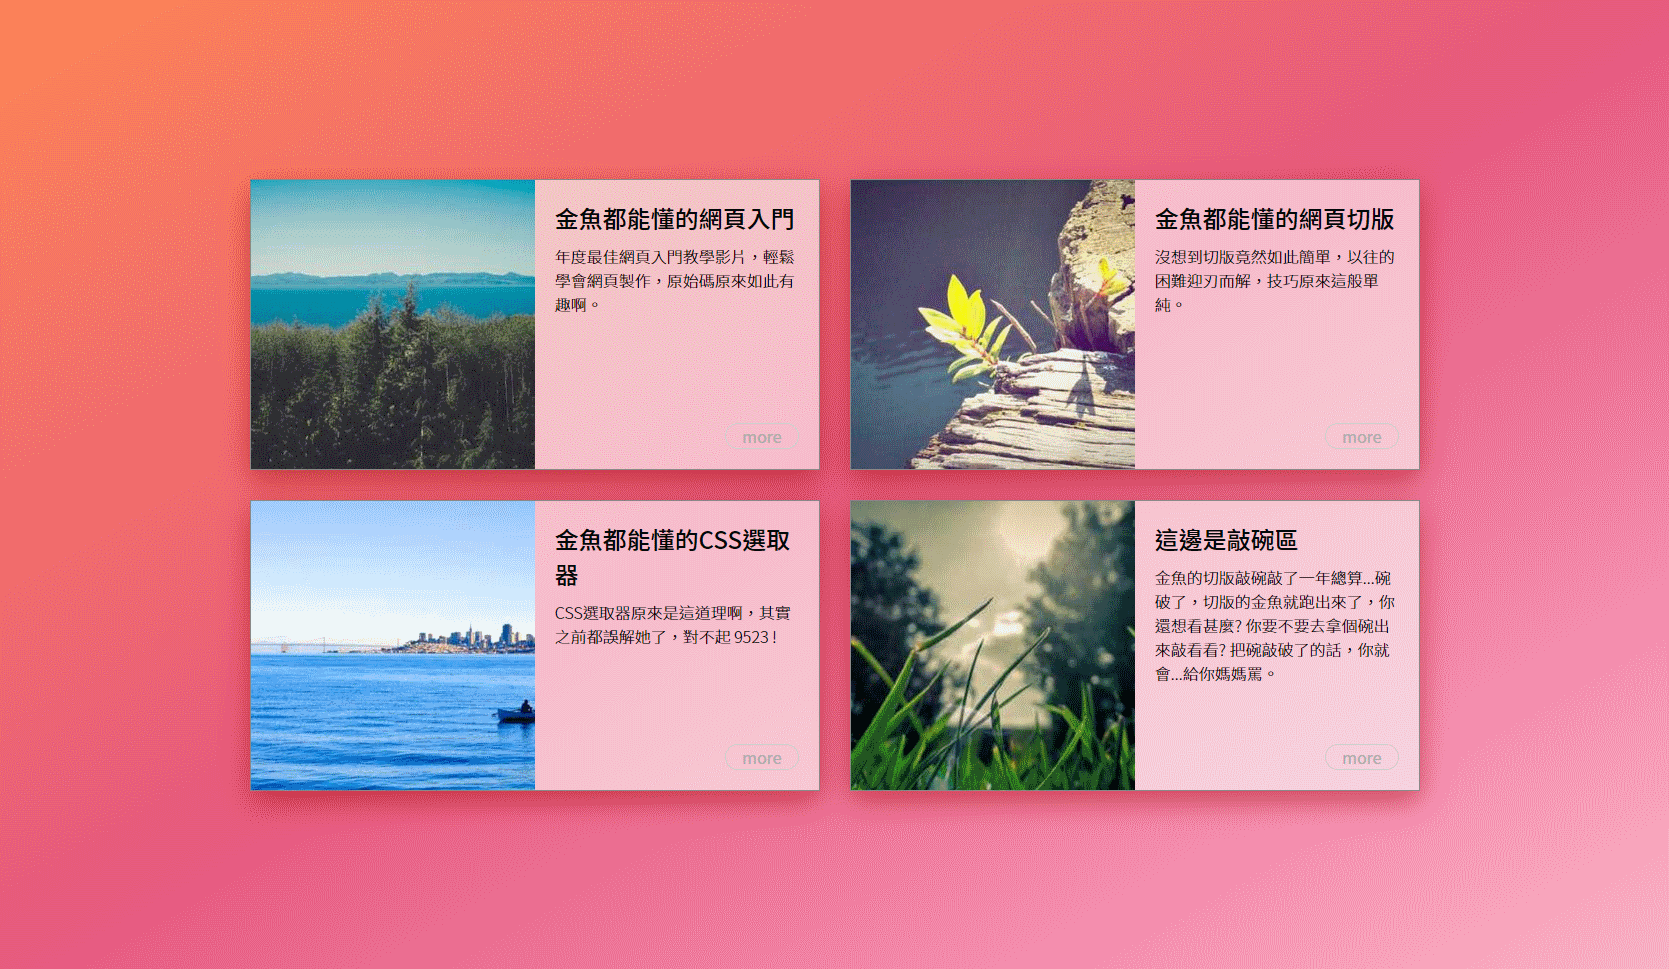 金魚都能懂的網頁入門
年度最佳網頁入門教學影片，輕鬆
學會網頁製作，原始碼原來如此有
趣啊。
more
金魚都能懂的網頁切版
沒想到切版竟然如此簡單，以往的
困難迎刃而解，技巧原來這般單
純。
more
金魚都能懂的CSS選取
器
CSS選取器原來是這道理啊，其實
之前都誤解她了，對不起 9523 !
more
這邊是敲碗區
金魚的切版敲碗敲了一年總算...碗
破了，切版的金魚就跑出來了，你
還想看甚麼? 你要不要去拿個碗出
來敲看看? 把碗敲破了的話，你就
會...給你媽媽罵。
more